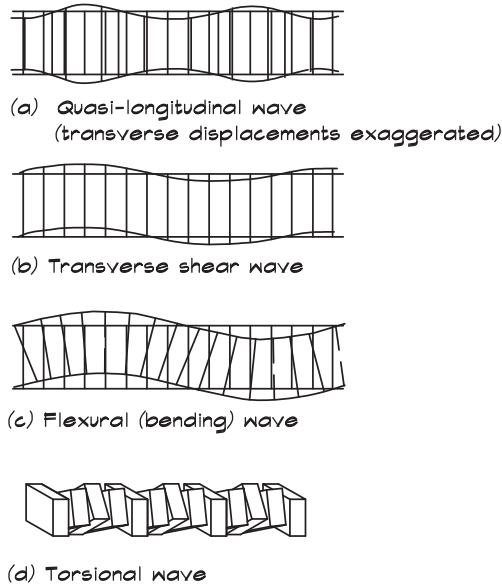 (a) Quasi-longitudinal wave
(transverse displacements exaggerated)
(b) Transverse shear wave
(c) Flexural (bending) wave
(d) Torsional wave